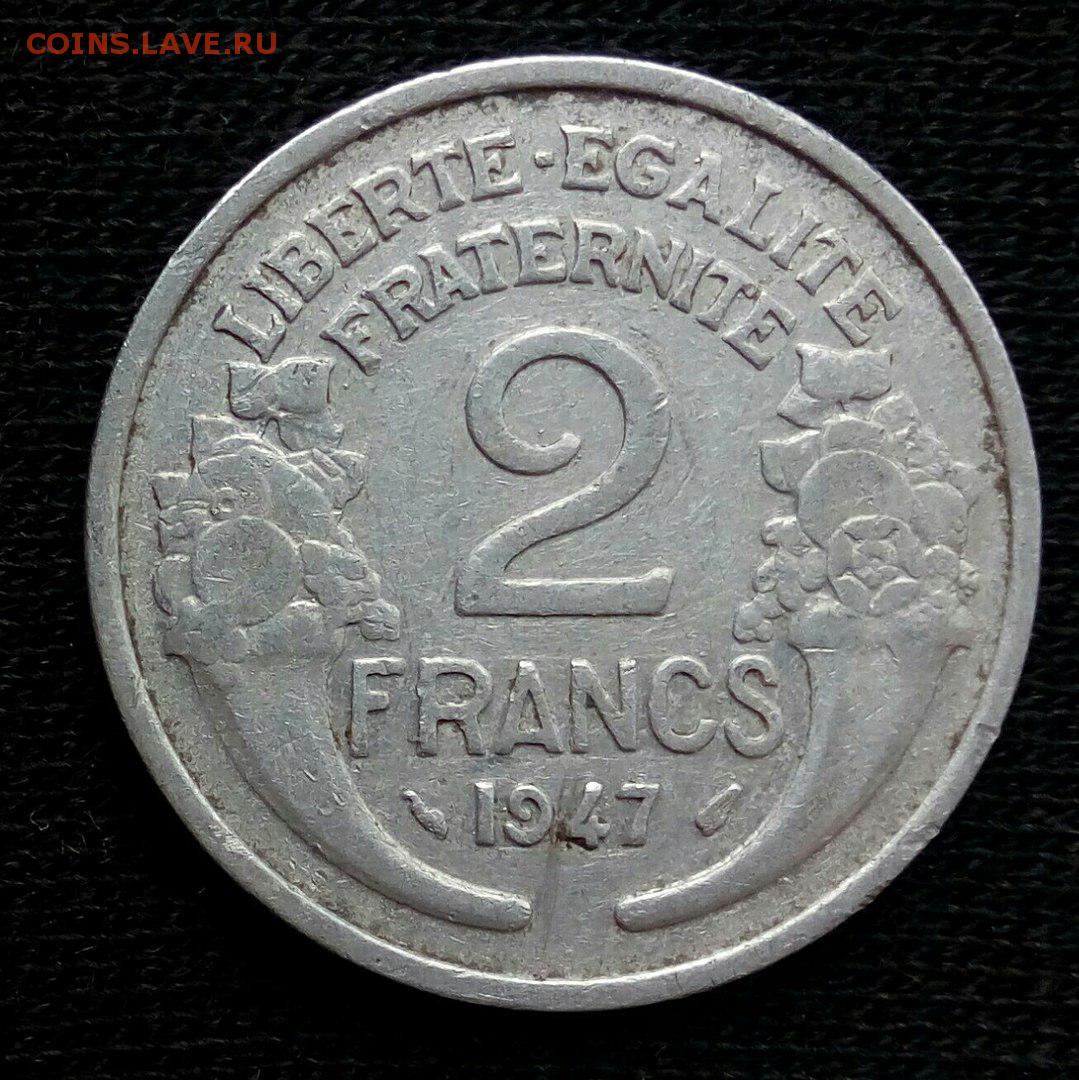 COINS.LAVE.RU
LIBERTE · EGALITE
FRATERNITE
2
FRANCS
1947